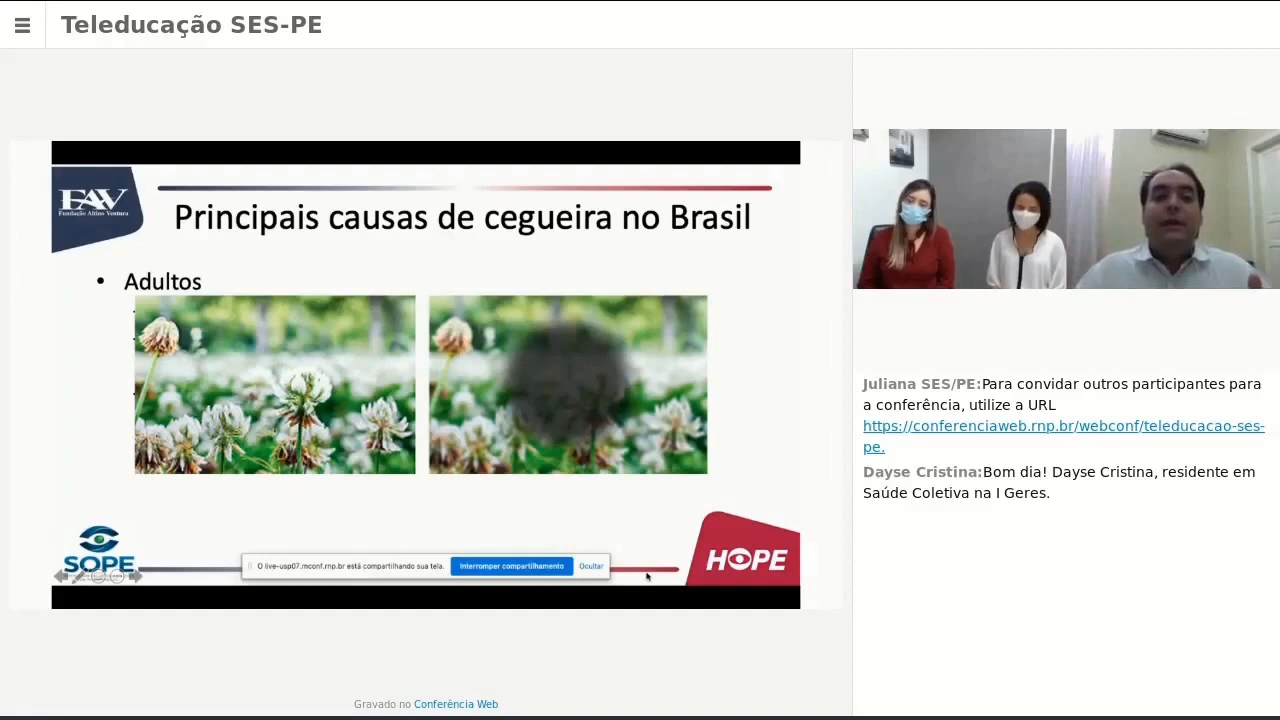 Teleducação SES-PE
FAV
Fundação Altino Ventura
Principais causas de cegueira no Brasil
• Adultos
SOPE
O live-usp07.mconf.rnp.br está compartilhando sua tela.
Interromper compartilhamento
Ocultar
HOPE
Juliana SES/PE:Para convidar outros participantes para
a conferência, utilize a URL
https://conferenciaweb.rnp.br/webconf/teleducacao-ses-
pe.
Dayse Cristina:Bom dia! Dayse Cristina, residente em
Saúde Coletiva na I Geres.
Gravado no Conferência Web